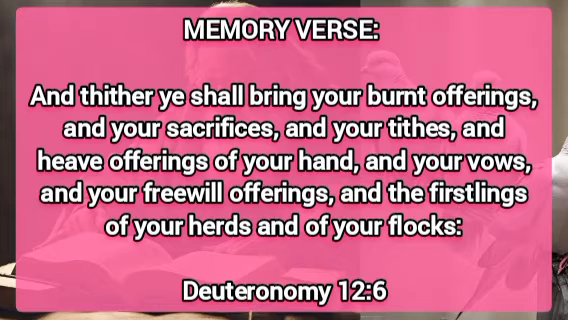 MEMORY VERSE:
And thither ye shall bring your burnt offerings,
and your sacrifices, and your tithes, and
heave offerings of your hand, and your vows,
and your freewill offerings, and the firstlings
of your herds and of your flocks:
Deuteronomy 12:6